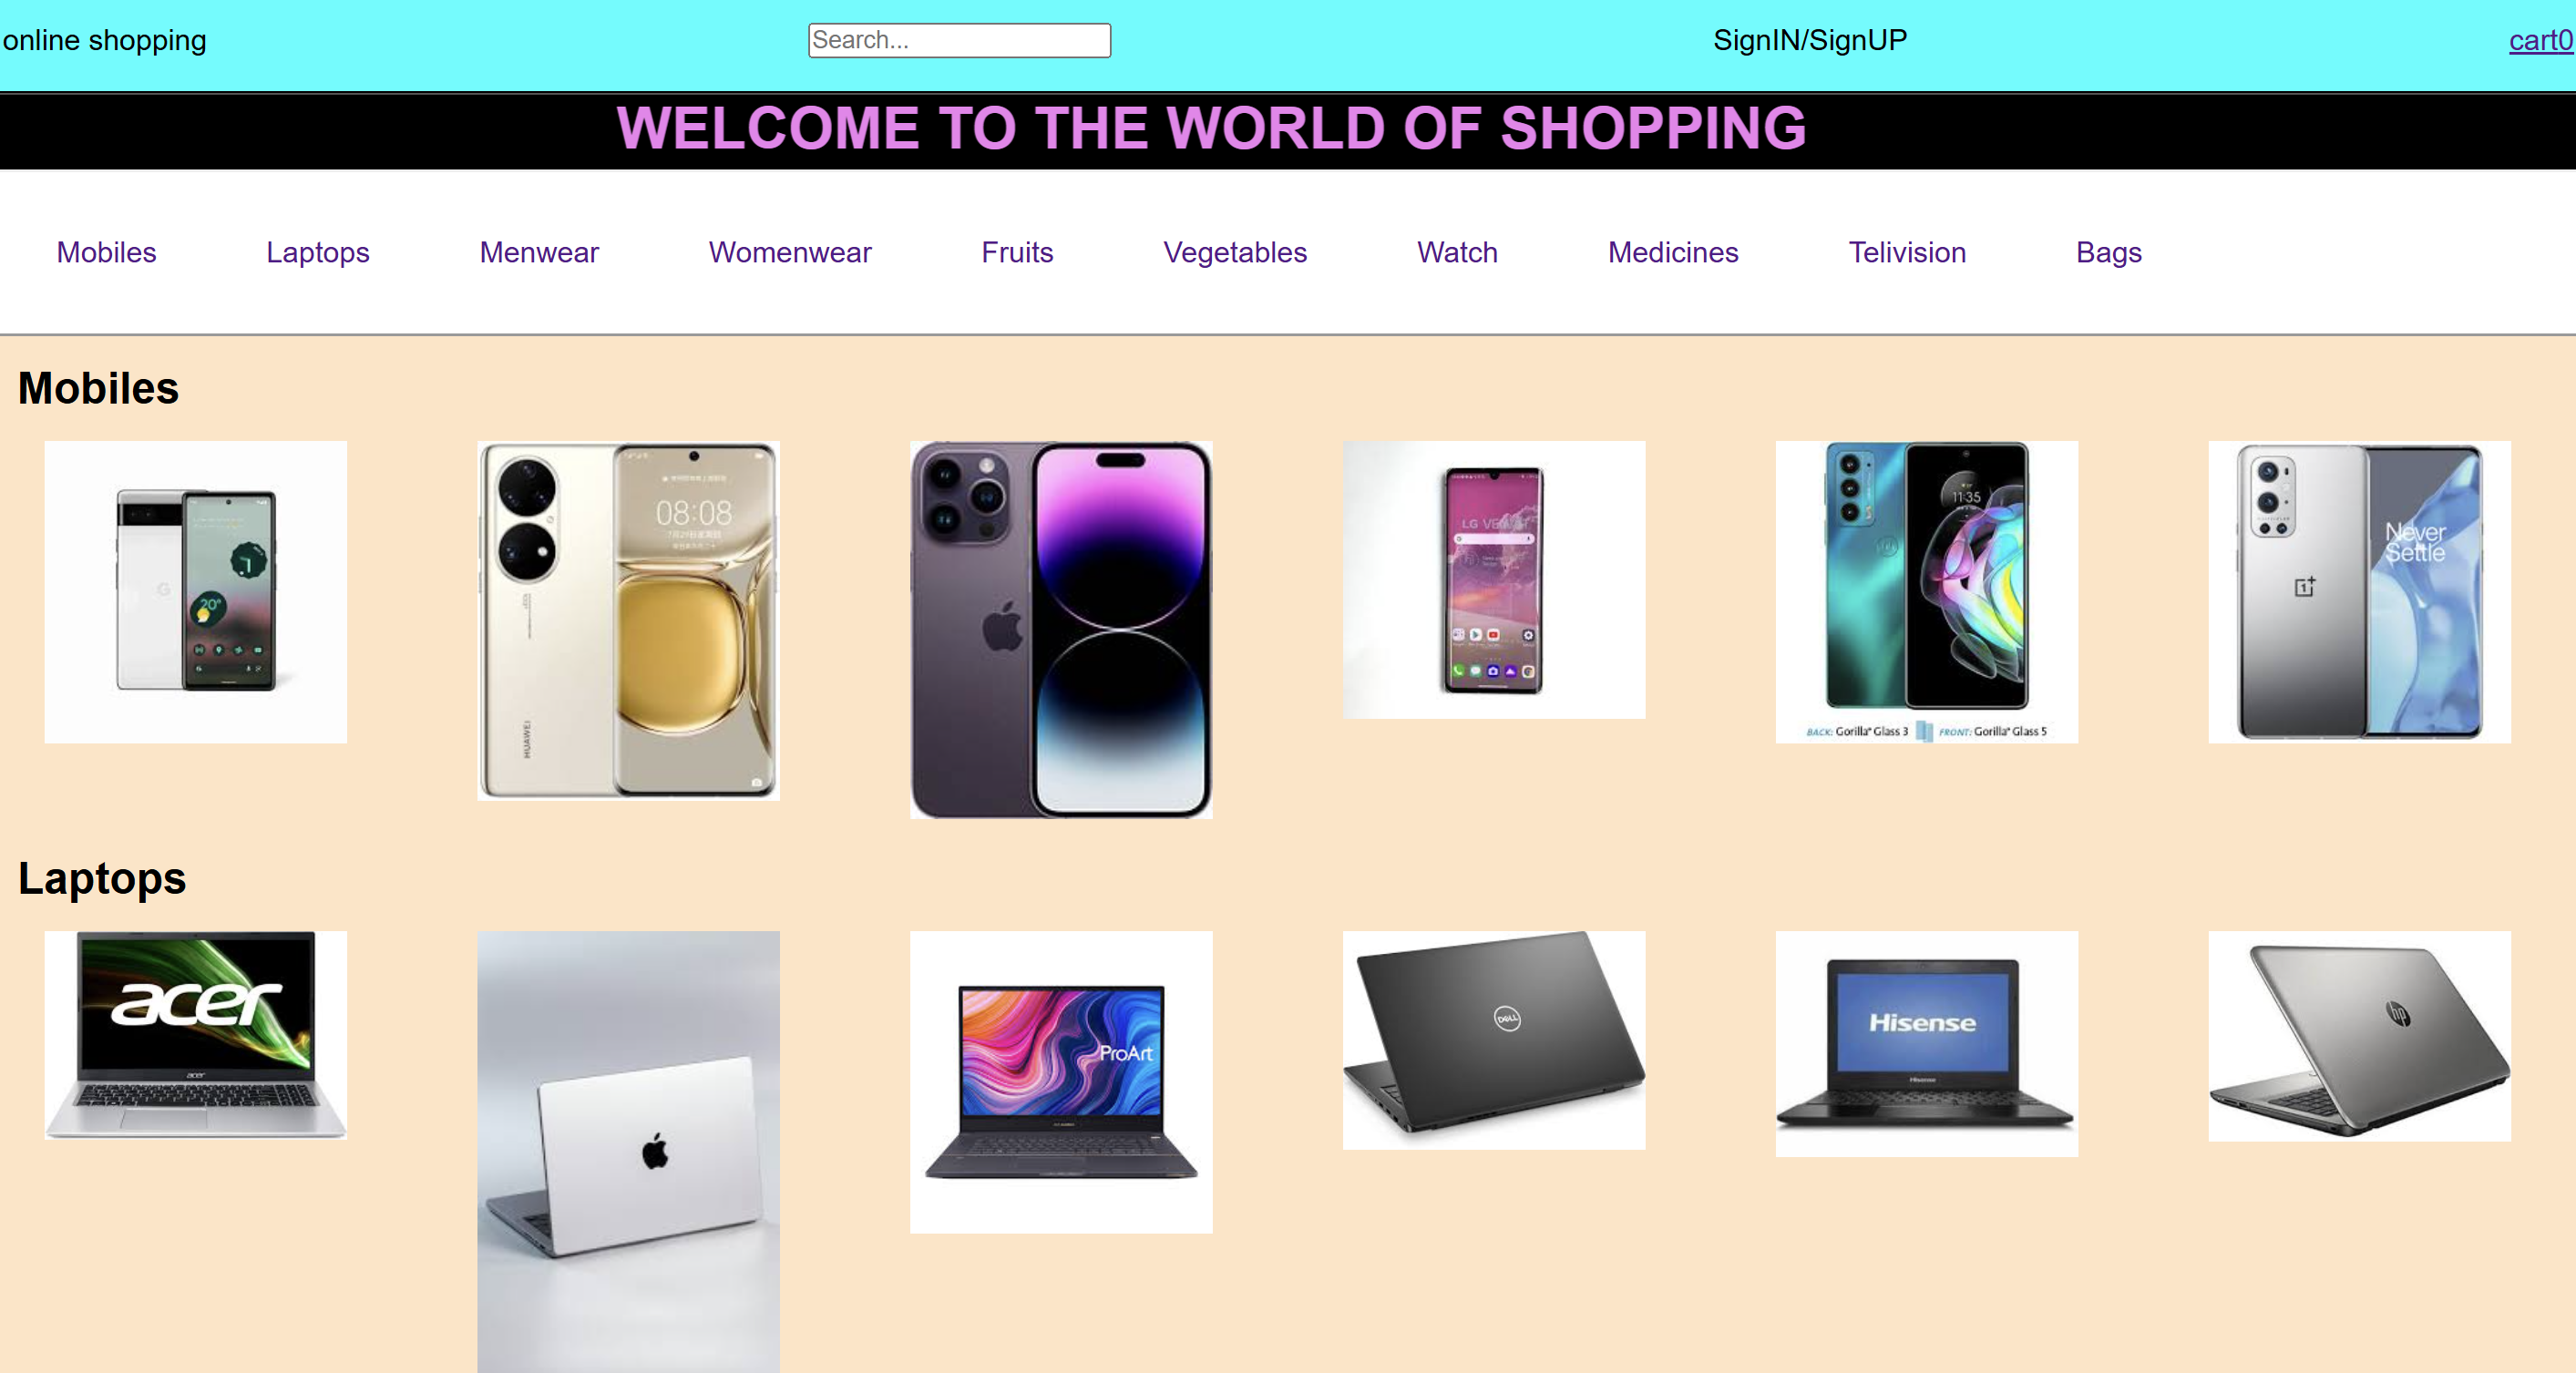 online shopping
Search...
SignIN/SignUP
cart0
WELCOME TO THE WORLD OF SHOPPING
Mobiles
Laptops
Menwear
Womenwear
Fruits
Vegetables
Watch
Medicines
Telivision
Bags
Mobiles
20°
08:08
HUAWEI
11:35
BACK: Gorilla® Glass 3
FRONT: Gorilla® Glass 5
Never
Settle
Laptops
acer
acer
ProArt
DELL
Hisense
Hisense
hp